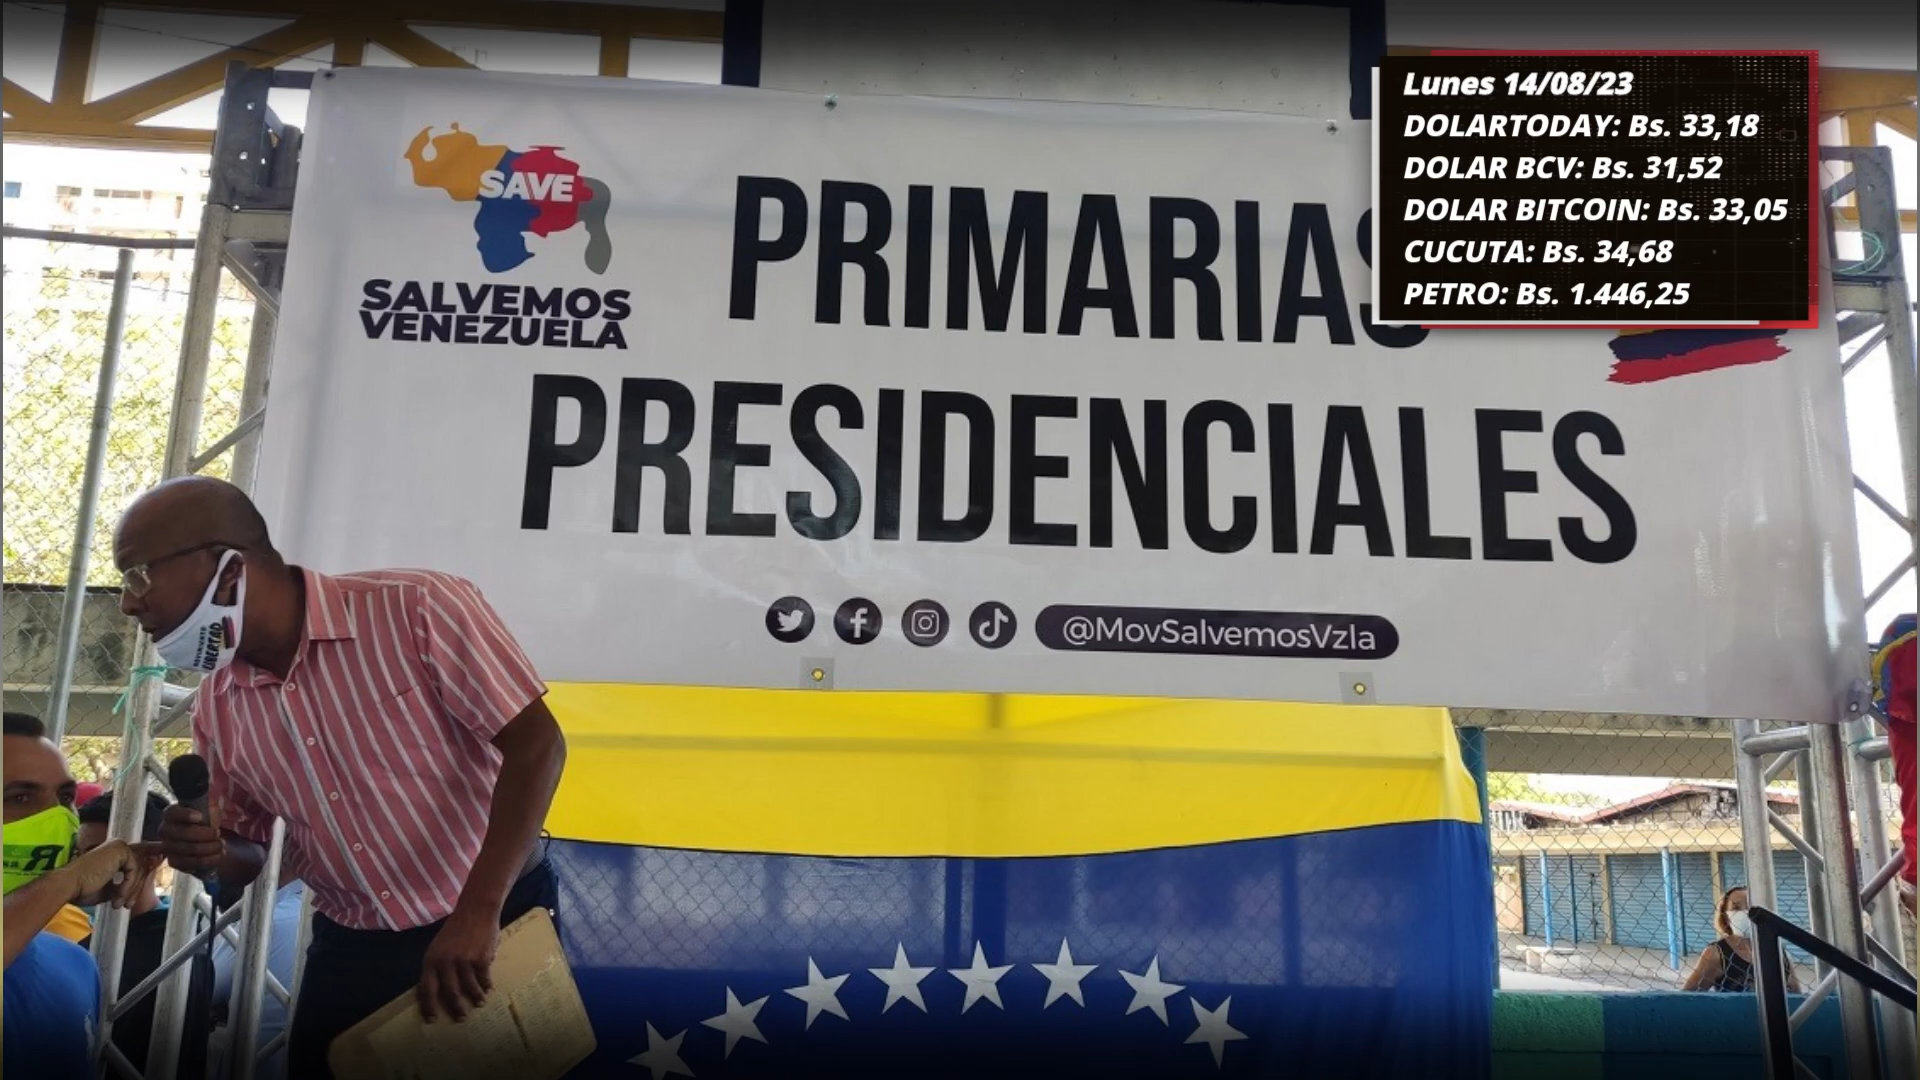 Lunes 14/08/23
DOLARTODAY: Bs. 33,18
DOLAR BCV: Bs. 31,52
DOLAR BITCOIN: Bs. 33,05
CUCUTA: Bs. 34,68
PETRO: Bs. 1.446,25
SAVE
SALVEMOS
VENEZUELA
PRIMARIAS
PRESIDENCIALES
@MovSalvemosVzla
LIBERTAD